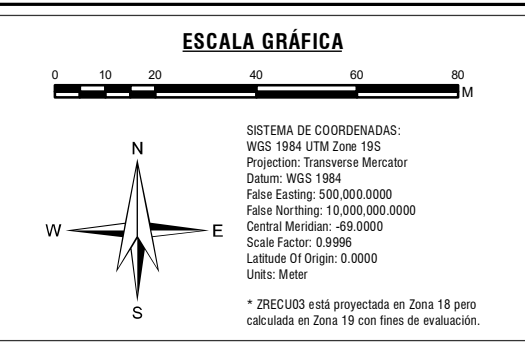 ESCALA GRÁFICA
0 10 20 40 60 80
M
N
W E
S
SISTEMA DE COORDENADAS:
WGS 1984 UTM Zone 19S
Projection: Transverse Mercator
Datum: WGS 1984
False Easting: 500,000.0000
False Northing: 10,000,000.0000
Central Meridian: -69.0000
Scale Factor: 0.9996
Latitude Of Origin: 0.0000
Units: Meter
* ZRECU03 está proyectada en Zona 18 pero
calculada en Zona 19 con fines de evaluación.